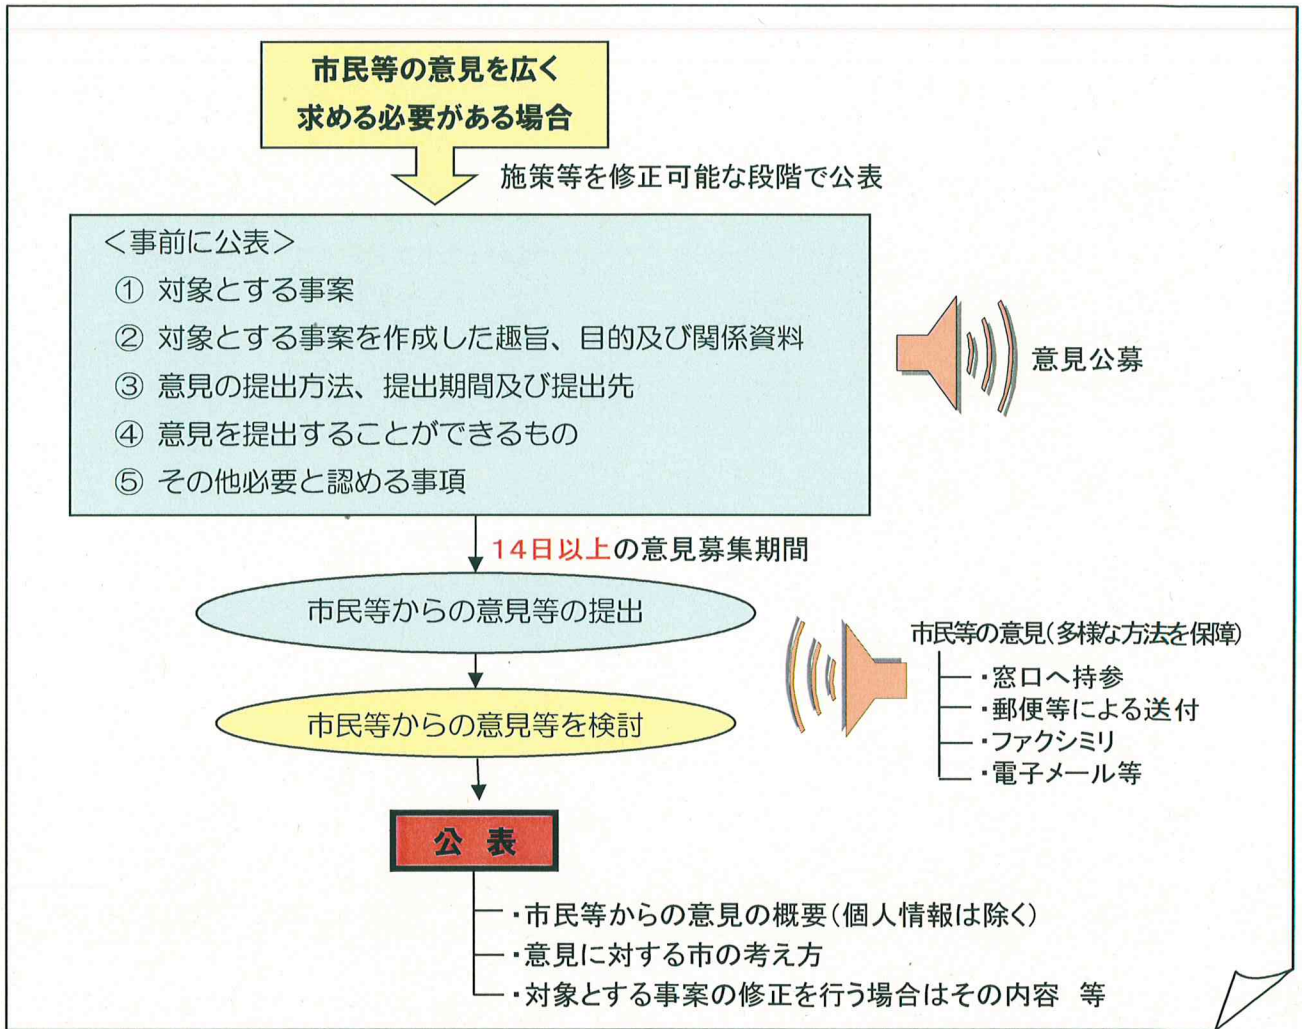 市民等の意見を広く
求める必要がある場合
施策等を修正可能な段階で公表
＜事前に公表＞
① 対象とする事案
② 対象とする事案を作成した趣旨、目的及び関係資料
③ 意見の提出方法、提出期間及び提出先
④ 意見を提出することができるもの
⑤ その他必要と認める事項
意見公募
14日以上の意見募集期間
市民等からの意見等の提出
市民等の意見（多様な方法を保障）
・窓口へ持参
・郵便等による送付
・ファクシミリ
・電子メール等
市民等からの意見等を検討
公 表
・市民等からの意見の概要（個人情報は除く）
・意見に対する市の考え方
・対象とする事案の修正を行う場合はその内容 等